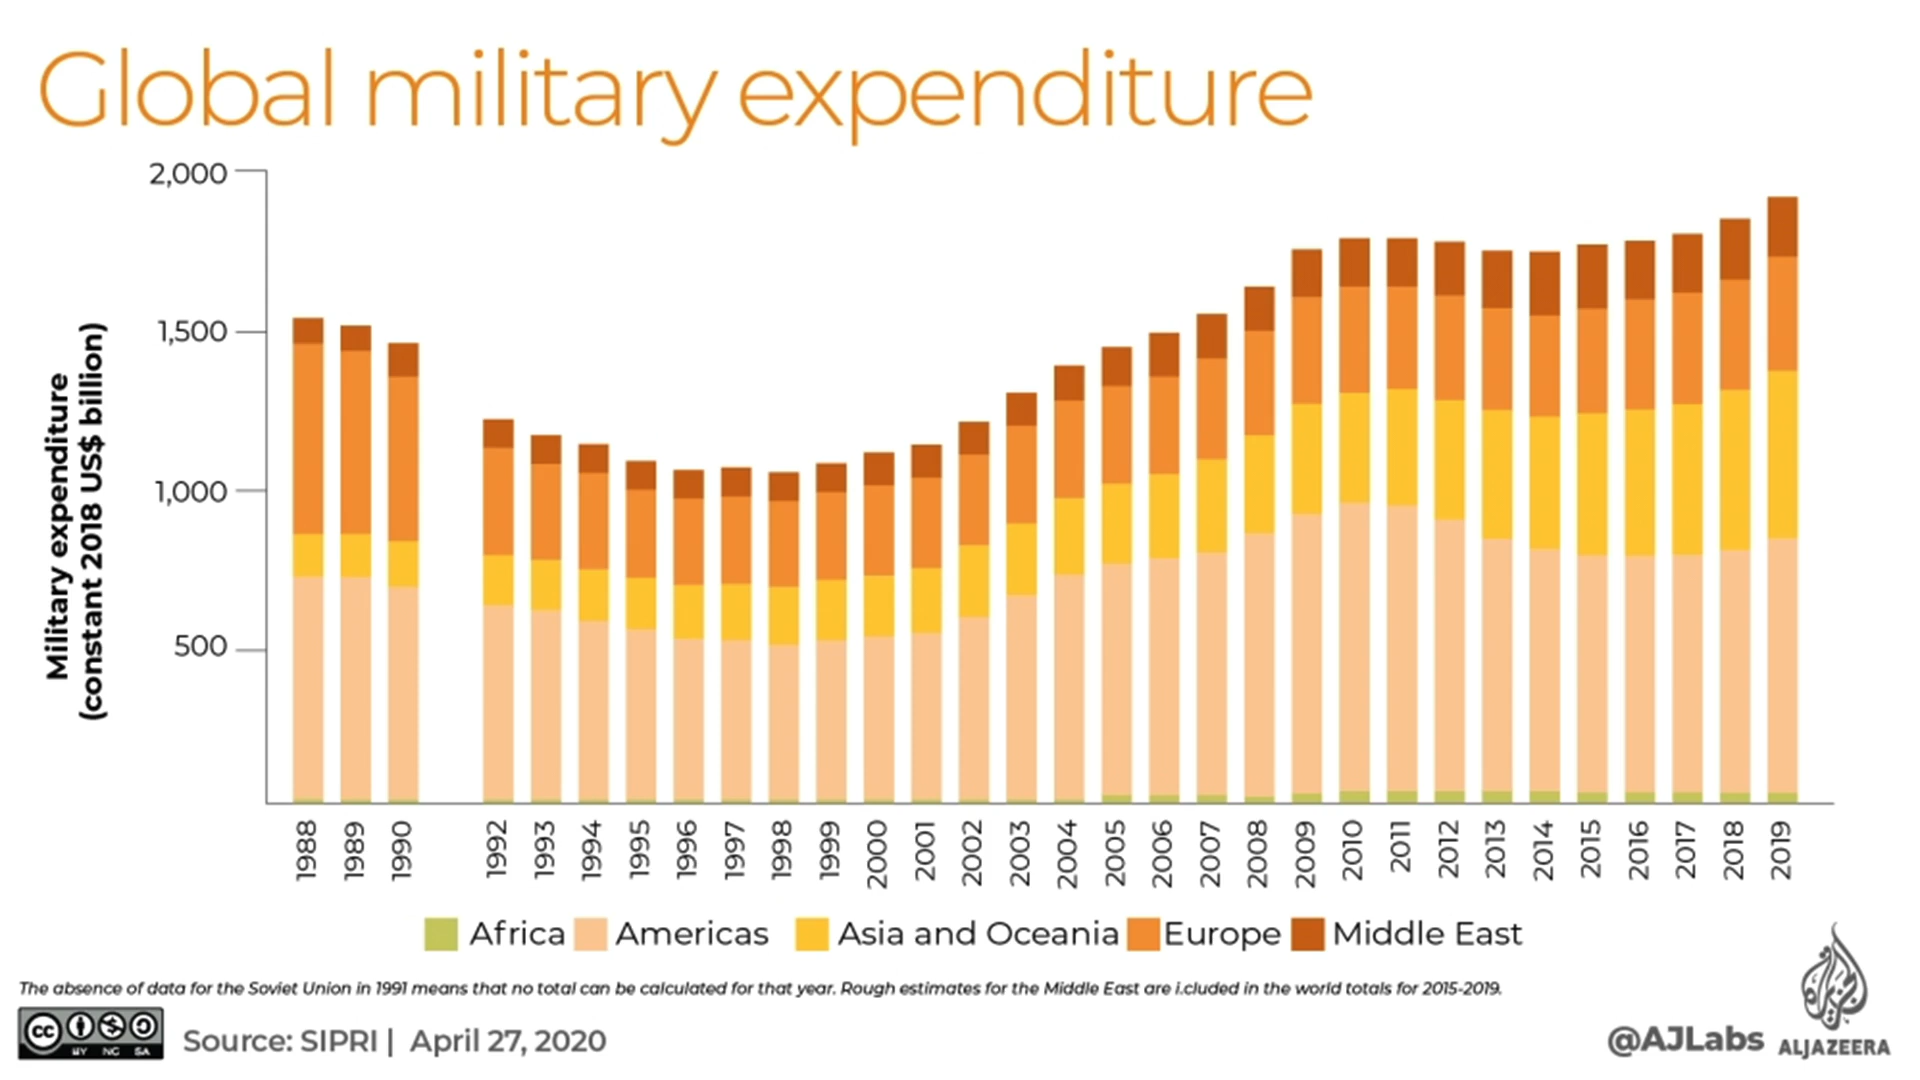 Global military expenditure
2,000
1,500
1,000
500
Military expenditure
(constant 2018 US$ billion)
1988 1989 1990 1992 1993 1994 1995 1996 1997 1998 1999 2000 2001 2002 2003 2004 2005 2006 2007 2008 2009 2010 2011 2012 2013 2014 2015 2016 2017 2018 2019
Africa Americas Asia and Oceania Europe Middle East
The absence of data for the Soviet Union in 1991 means that no total can be calculated for that year. Rough estimates for the Middle East are i.cluded in the world totals for 2015-2019.
cc BY NC SA
Source: SIPRI | April 27, 2020
@AJLabs
ALJAZEERA